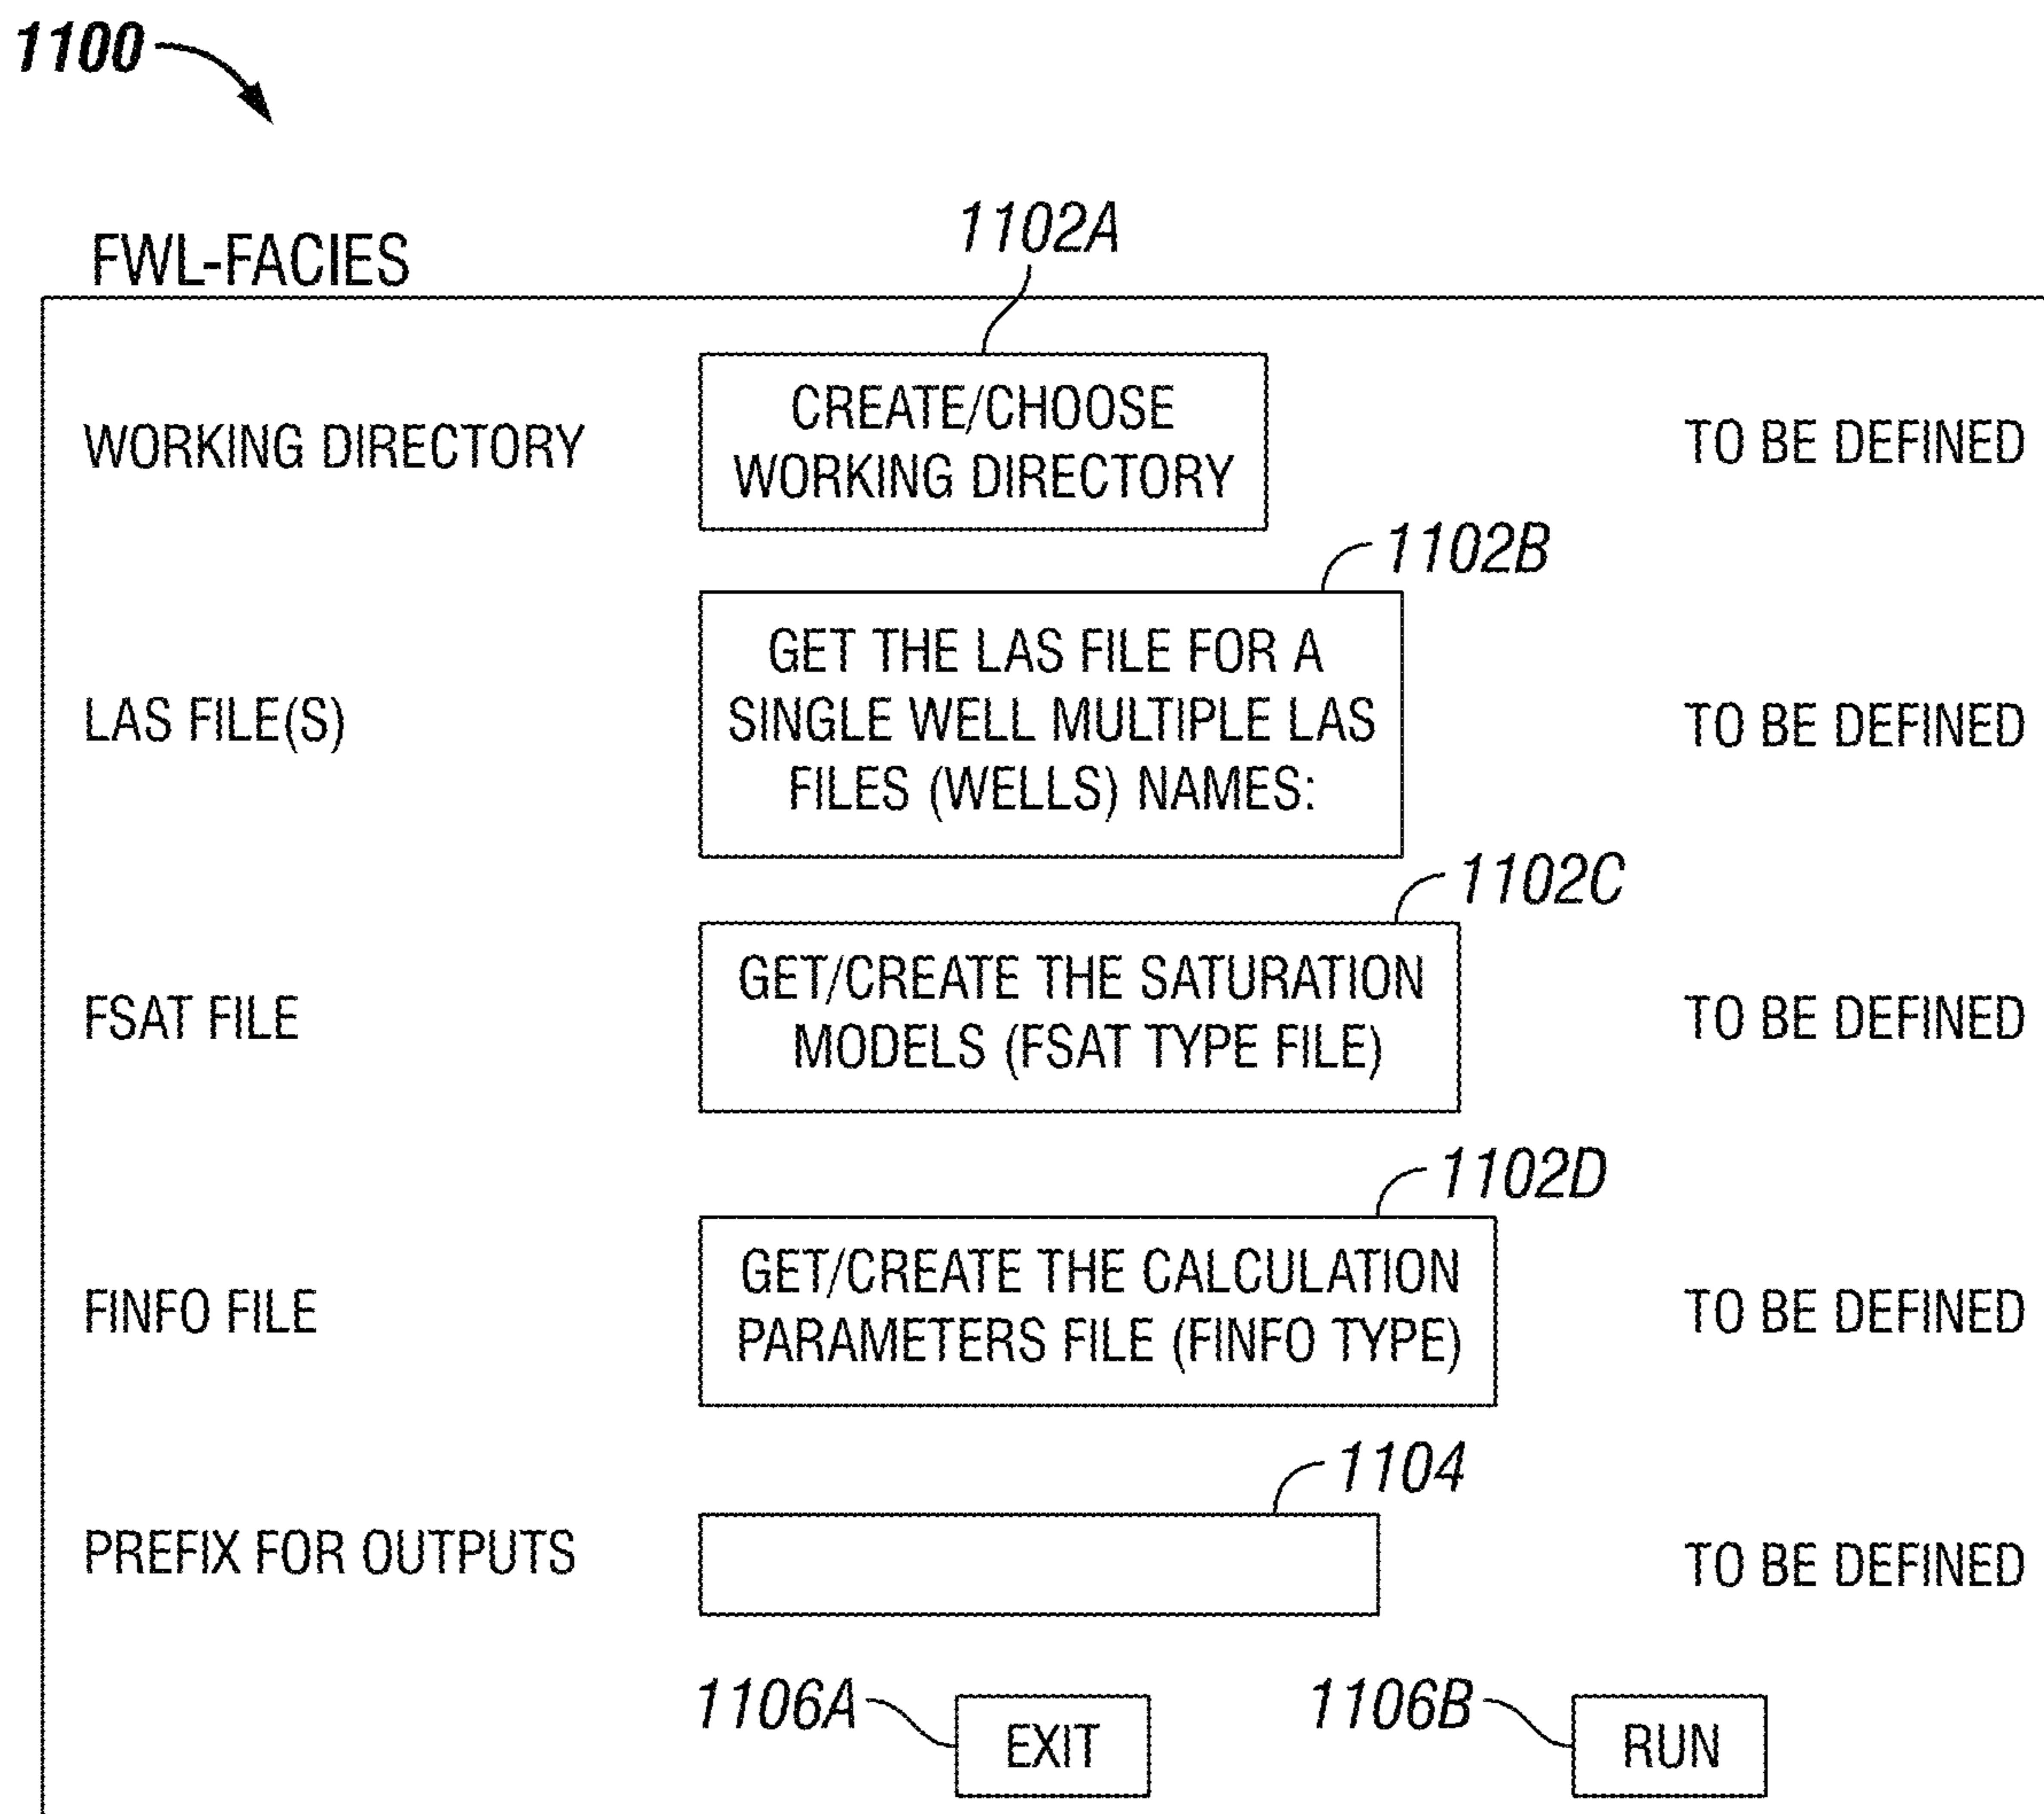 1100
FWL-FACIES
1102A
WORKING DIRECTORY
CREATE/CHOOSE
WORKING DIRECTORY
TO BE DEFINED
1102B
LAS FILE(S)
GET THE LAS FILE FOR A
SINGLE WELL MULTIPLE LAS
FILES (WELLS) NAMES:
TO BE DEFINED
1102C
FSAT FILE
GET/CREATE THE SATURATION
MODELS (FSAT TYPE FILE)
TO BE DEFINED
1102D
FINFO FILE
GET/CREATE THE CALCULATION
PARAMETERS FILE (FINFO TYPE)
TO BE DEFINED
1104
PREFIX FOR OUTPUTS
TO BE DEFINED
1106A
EXIT
1106B
RUN